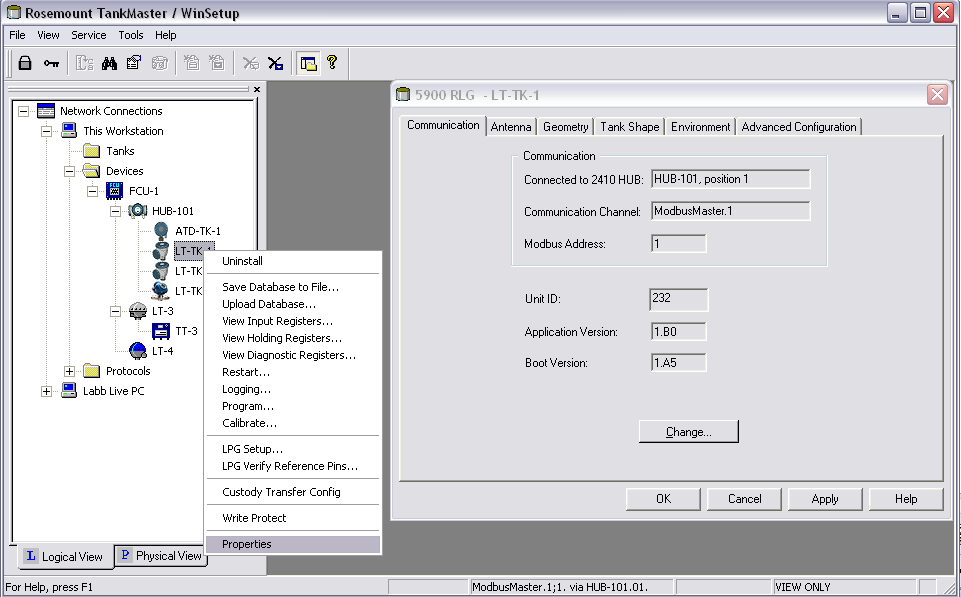 Rosemount TankMaster / WinSetup
File View Service Tools Help
Network Connections
This Workstation
Tanks
Devices
FCU-1
HUB-101
ATD-TK-1
LT-TK-1
LT-TK
LT-TK
LT-3
TT-3
LT-4
Protocols
Labb Live PC
L Logical View P Physical View
Uninstall
Save Database to File...
Upload Database...
View Input Registers...
View Holding Registers...
View Diagnostic Registers...
Restart...
Logging...
Program...
Calibrate...
LPG Setup...
LPG Verify Reference Pins...
Custody Transfer Config
Write Protect
Properties
5900 RLG - LT-TK-1
Communication Antenna Geometry Tank Shape Environment Advanced Configuration
Communication
Connected to 2410 HUB: HUB-101, position 1
Communication Channel: ModbusMaster.1
Modbus Address: 1
Unit ID: 232
Application Version: 1.B0
Boot Version: 1.A5
Change...
OK Cancel Apply Help
For Help, press F1 ModbusMaster.1;1. via HUB-101.01. VIEW ONLY